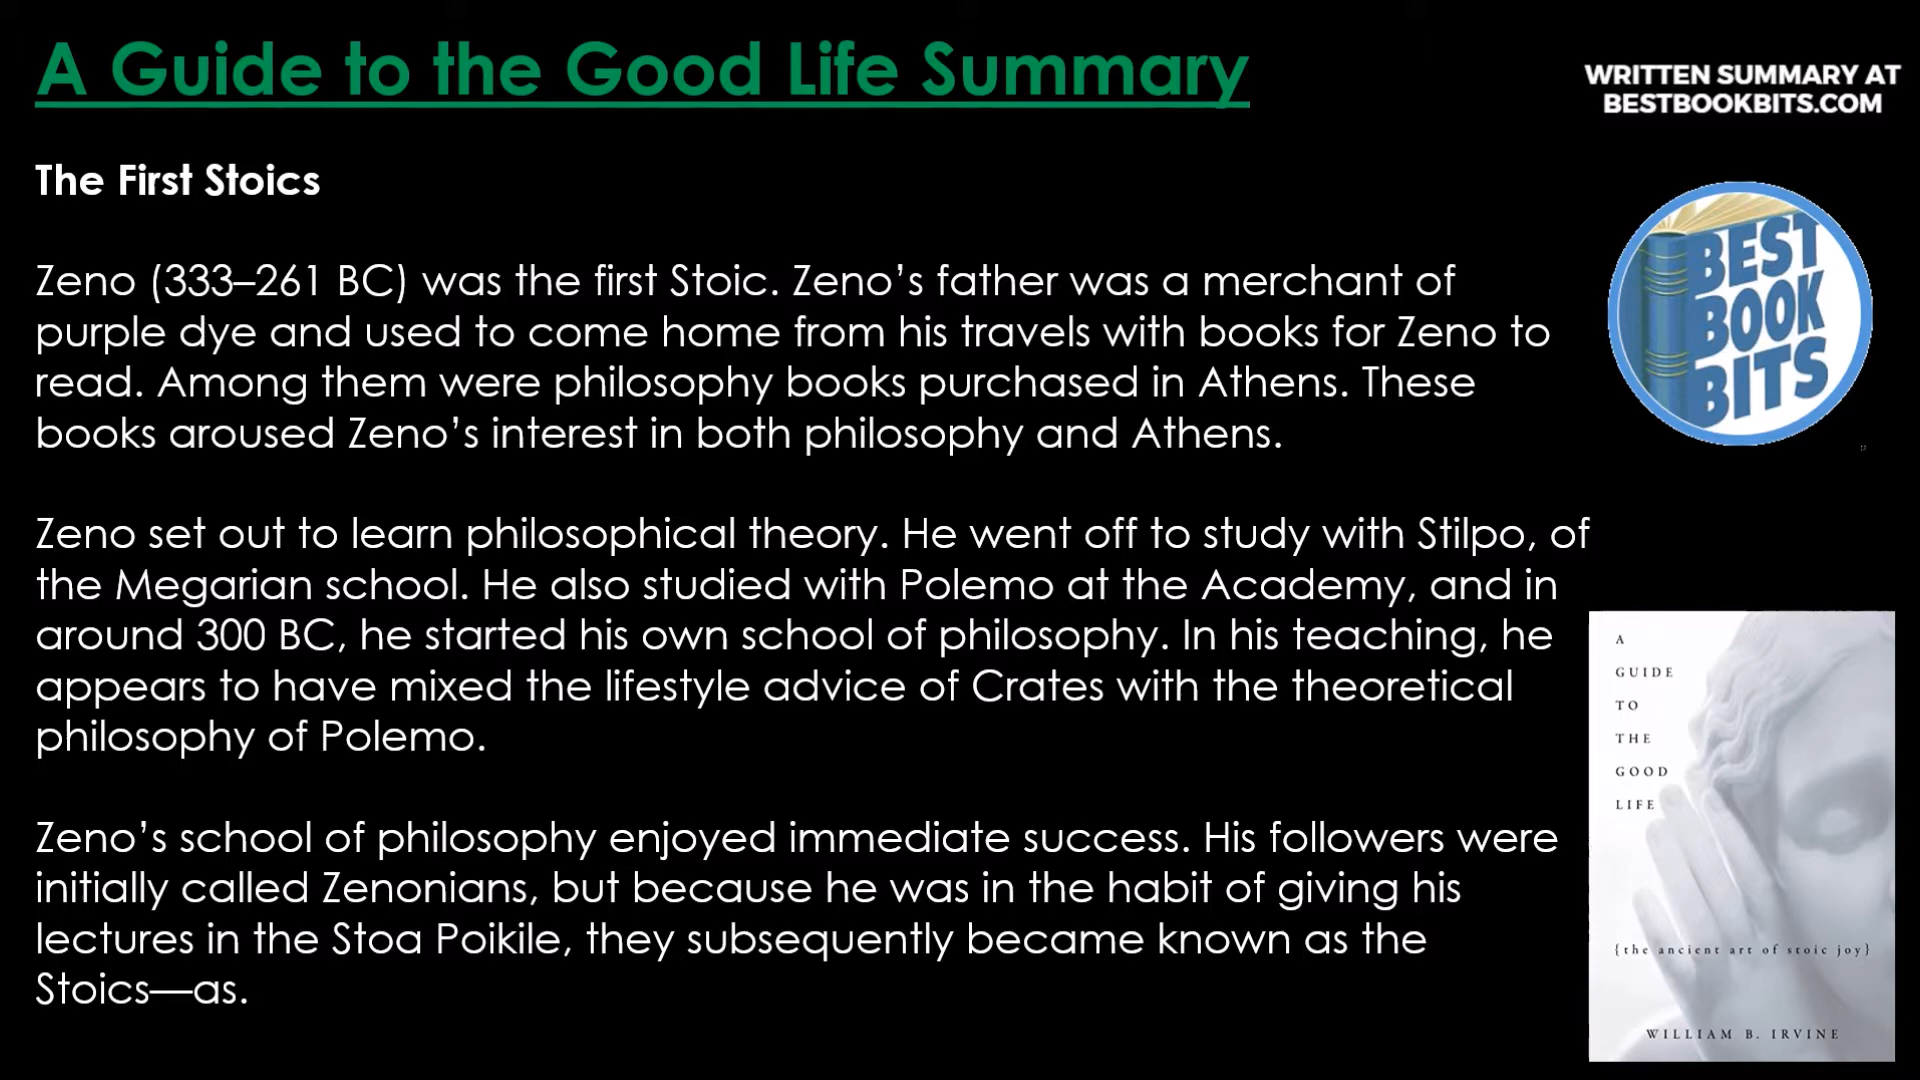 A Guide to the Good Life Summary
WRITTEN SUMMARY AT
BESTBOOKBITS.COM
The First Stoics
BEST
BOOK
BITS
Zeno (333–261 BC) was the first Stoic. Zeno’s father was a merchant of
purple dye and used to come home from his travels with books for Zeno to
read. Among them were philosophy books purchased in Athens. These
books aroused Zeno’s interest in both philosophy and Athens.
Zeno set out to learn philosophical theory. He went off to study with Stilpo, of
the Megarian school. He also studied with Polemo at the Academy, and in
around 300 BC, he started his own school of philosophy. In his teaching, he
appears to have mixed the lifestyle advice of Crates with the theoretical
philosophy of Polemo.
Zeno’s school of philosophy enjoyed immediate success. His followers were
initially called Zenonians, but because he was in the habit of giving his
lectures in the Stoa Poikile, they subsequently became known as the
Stoics—as.
A
GUIDE
TO
THE
GOOD
LIFE
{the ancient art of stoic joy}
WILLIAM B. IRVINE